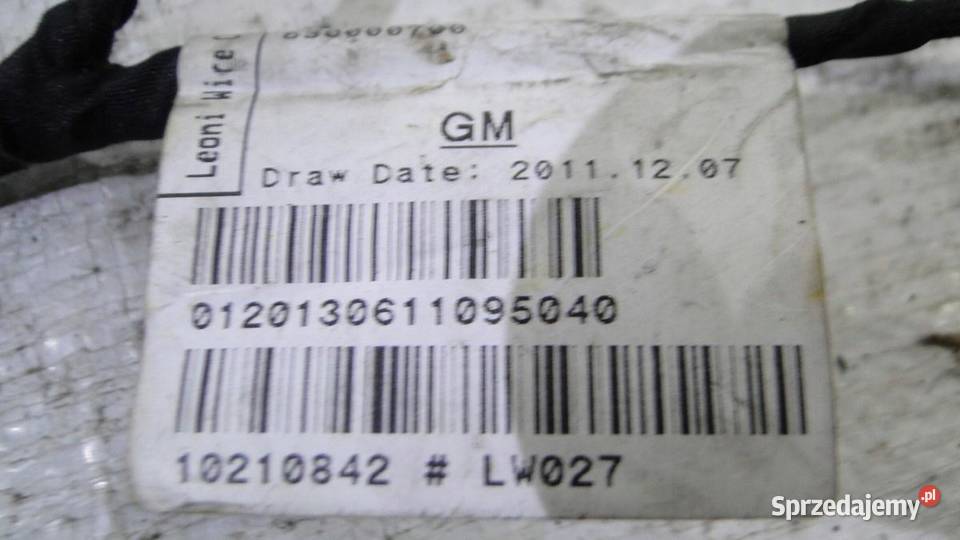 Leoni Wire
GM
Draw Date: 2011.12.07
0120130611095040
10210842 # LW027
Sprzedajemy.pl